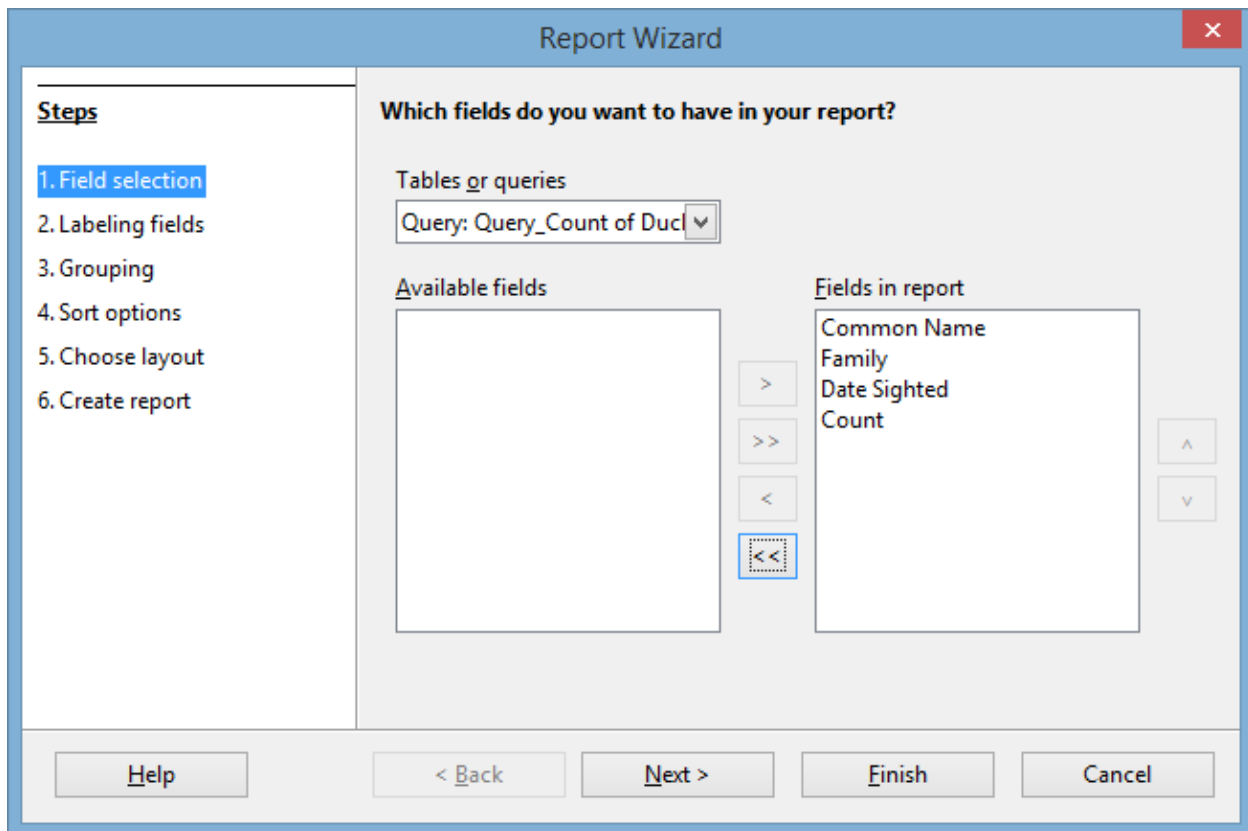 Report Wizard
Steps
1. Field selection
2. Labeling fields
3. Grouping
4. Sort options
5. Choose layout
6. Create report
Which fields do you want to have in your report?
Tables or queries
Query: Query_Count of Duc
Available fields
Fields in report
Common Name
Family
Date Sighted
Count
>
>>
<
<<
^
v
Help
< Back
Next >
Finish
Cancel